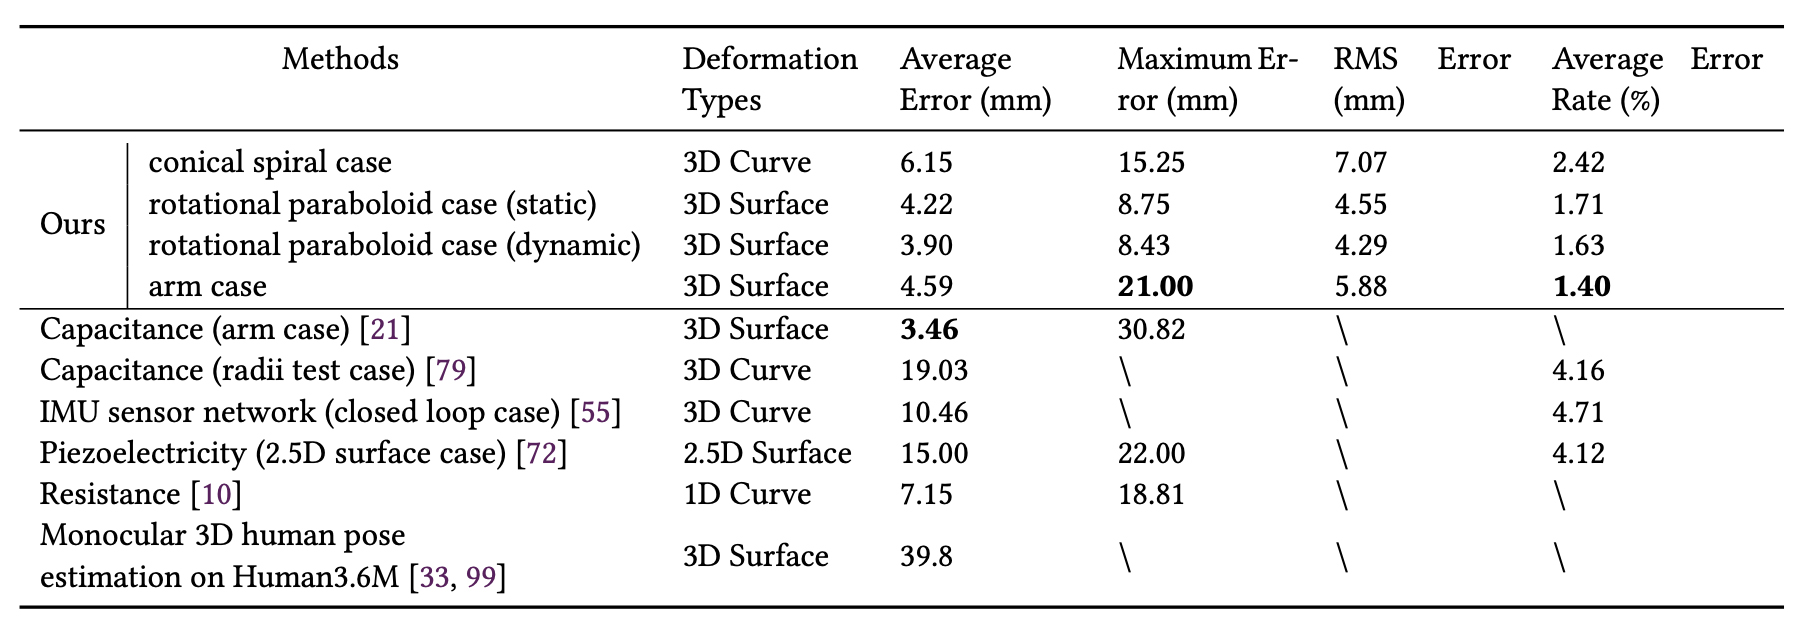 Methods Deformation Average Maximum Er- RMS Error Average Error
Types Error (mm) ror (mm) (mm) Rate (%)
conical spiral case 3D Curve 6.15 15.25 7.07 2.42
rotational paraboloid case (static) 3D Surface 4.22 8.75 4.55 1.71
Ours
rotational paraboloid case (dynamic) 3D Surface 3.90 8.43 4.29 1.63
arm case 3D Surface 4.59 21.00 5.88 1.40
Capacitance (arm case) [21] 3D Surface 3.46 30.82 \ \
Capacitance (radii test case) [79] 3D Curve 19.03 \ \ 4.16
IMU sensor network (closed loop case) [55] 3D Curve 10.46 \ \ 4.71
Piezoelectricity (2.5D surface case) [72] 2.5D Surface 15.00 22.00 \ 4.12
Resistance [10] 1D Curve 7.15 18.81 \ \
Monocular 3D human pose
estimation on Human3.6M [33, 99] 3D Surface 39.8 \ \ \